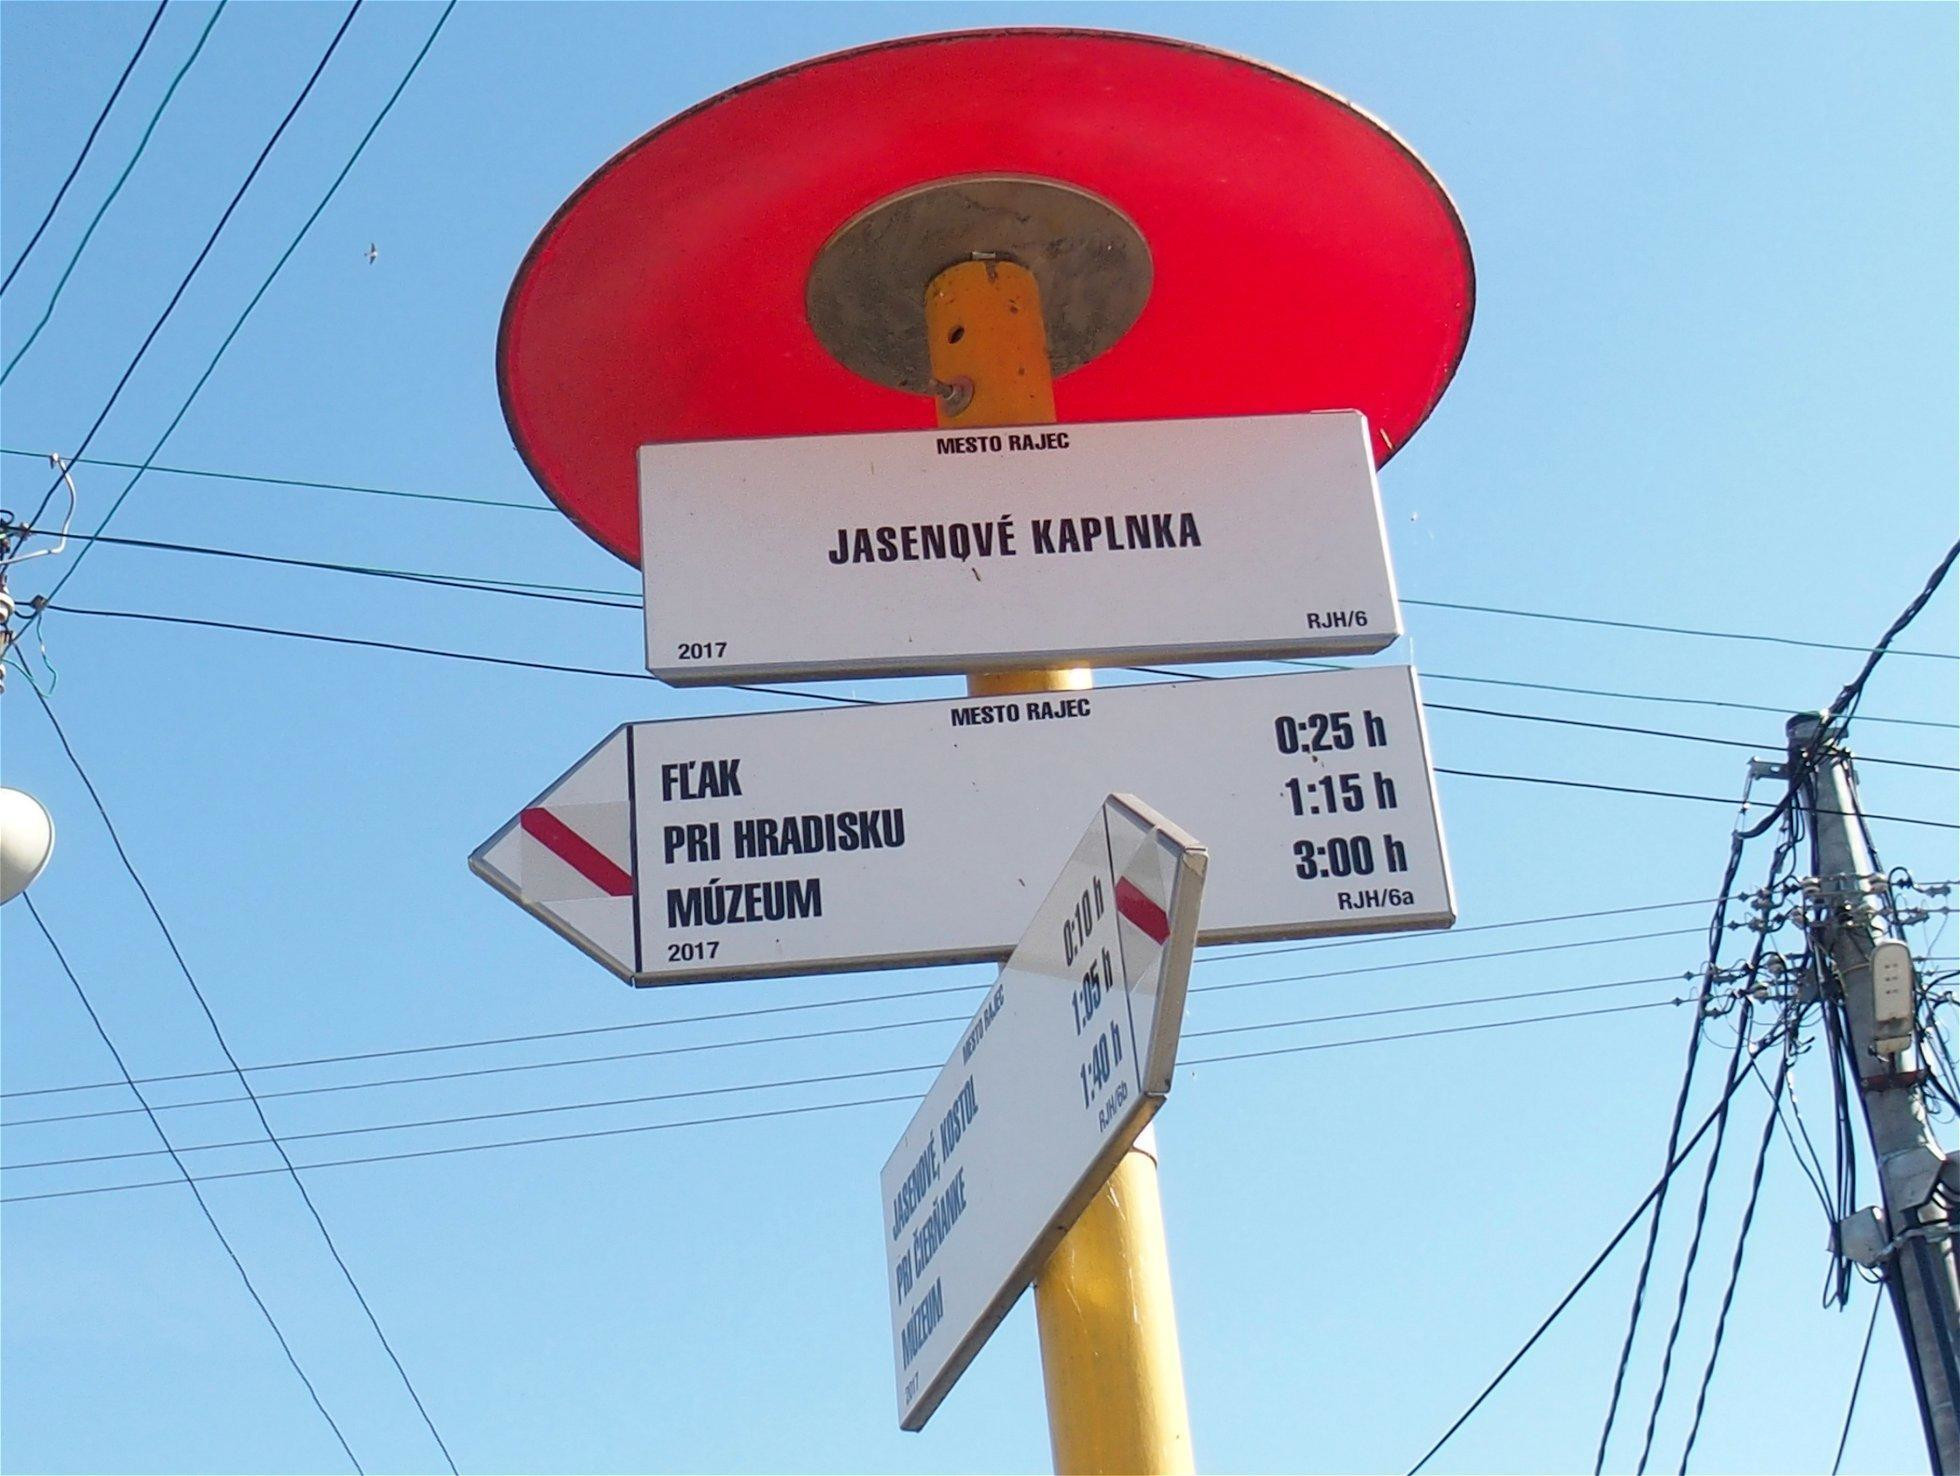 MESTO RAJEC
JASENOVÉ KAPLNKA
2017 RJH/6
MESTO RAJEC
FĽAK 0:25 h
PRI HRADISKU 1:15 h
MÚZEUM 3:00 h
2017 RJH/6a
MESTO RAJEC
JASENOVÉ, KOSTOL 0:10 h
PRI ČIERŇANKE 1:05 h
MÚZEUM 1:40 h
2017 RJH/6b